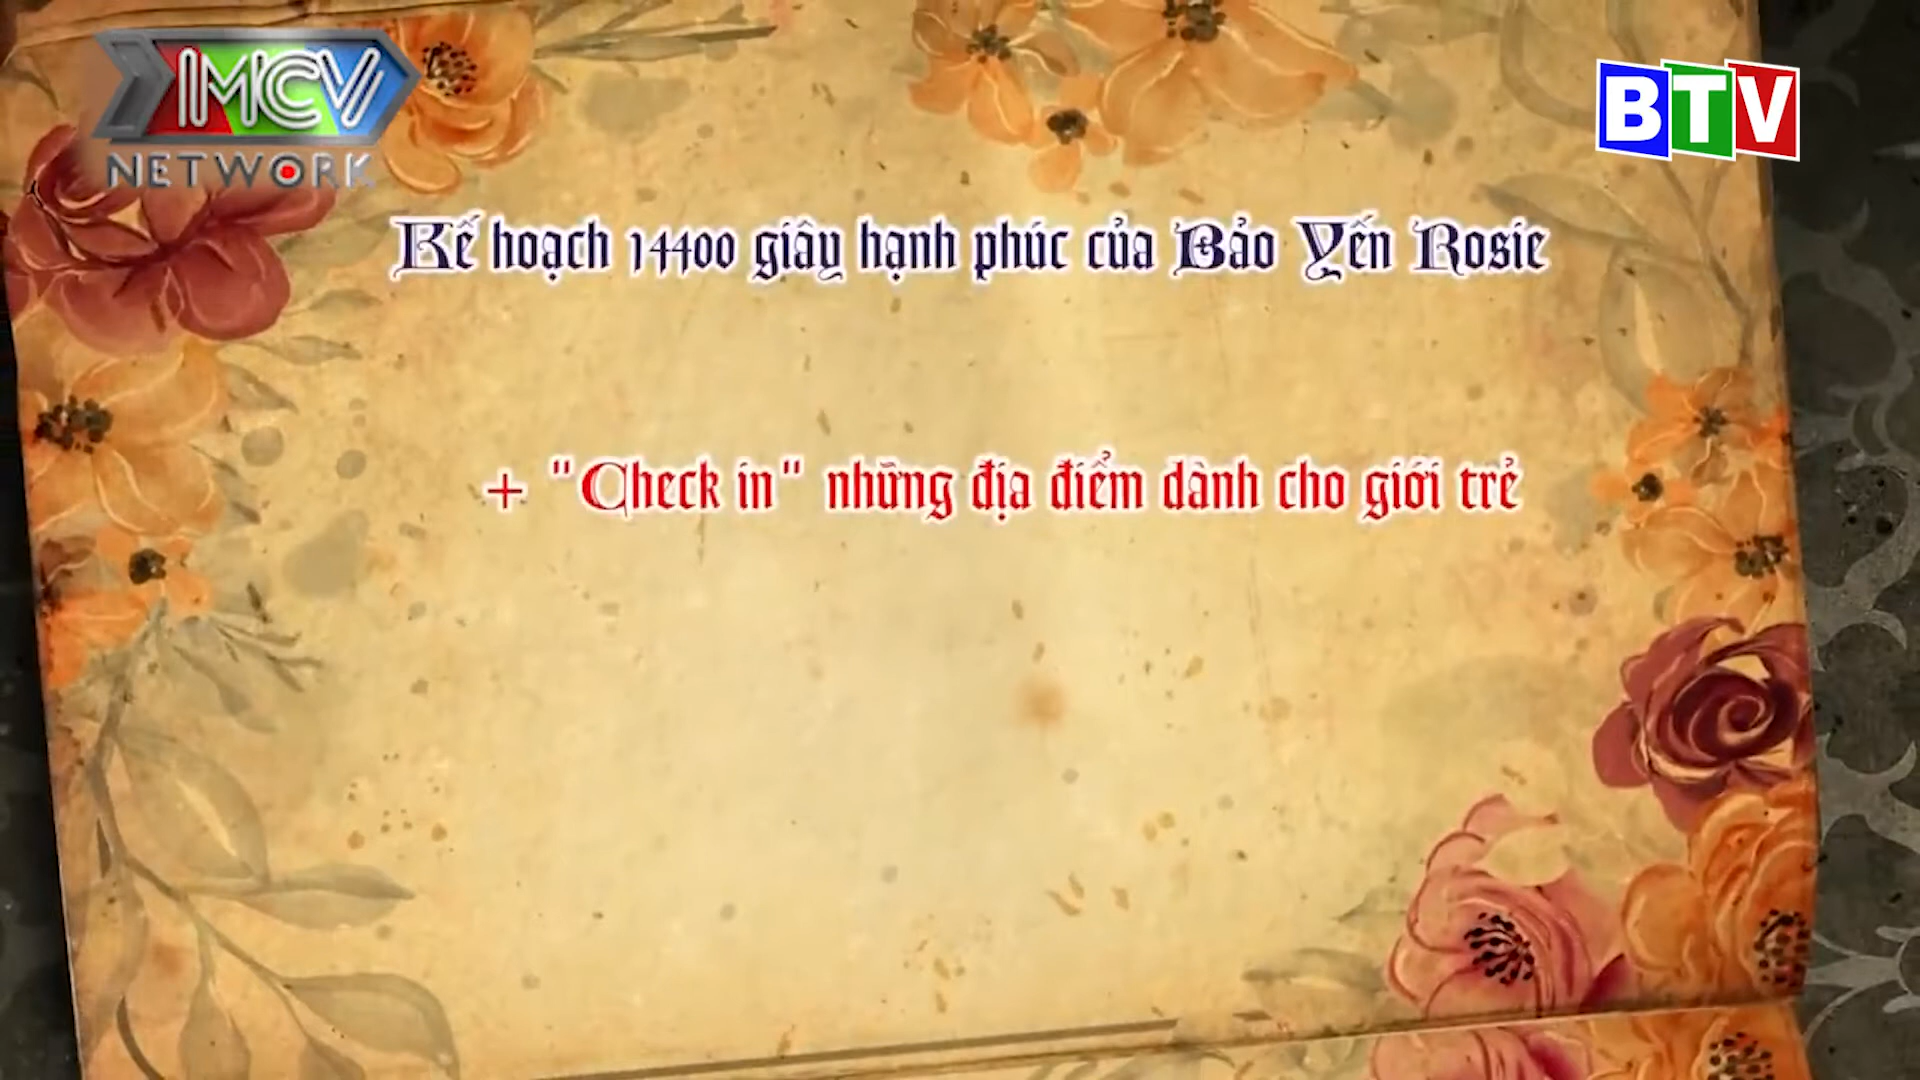 MCV
NETWORK
BTV
Kế hoạch 14400 giây hạnh phúc của Bảo Yến Rosie
+ "Check in" những địa điểm dành cho giới trẻ